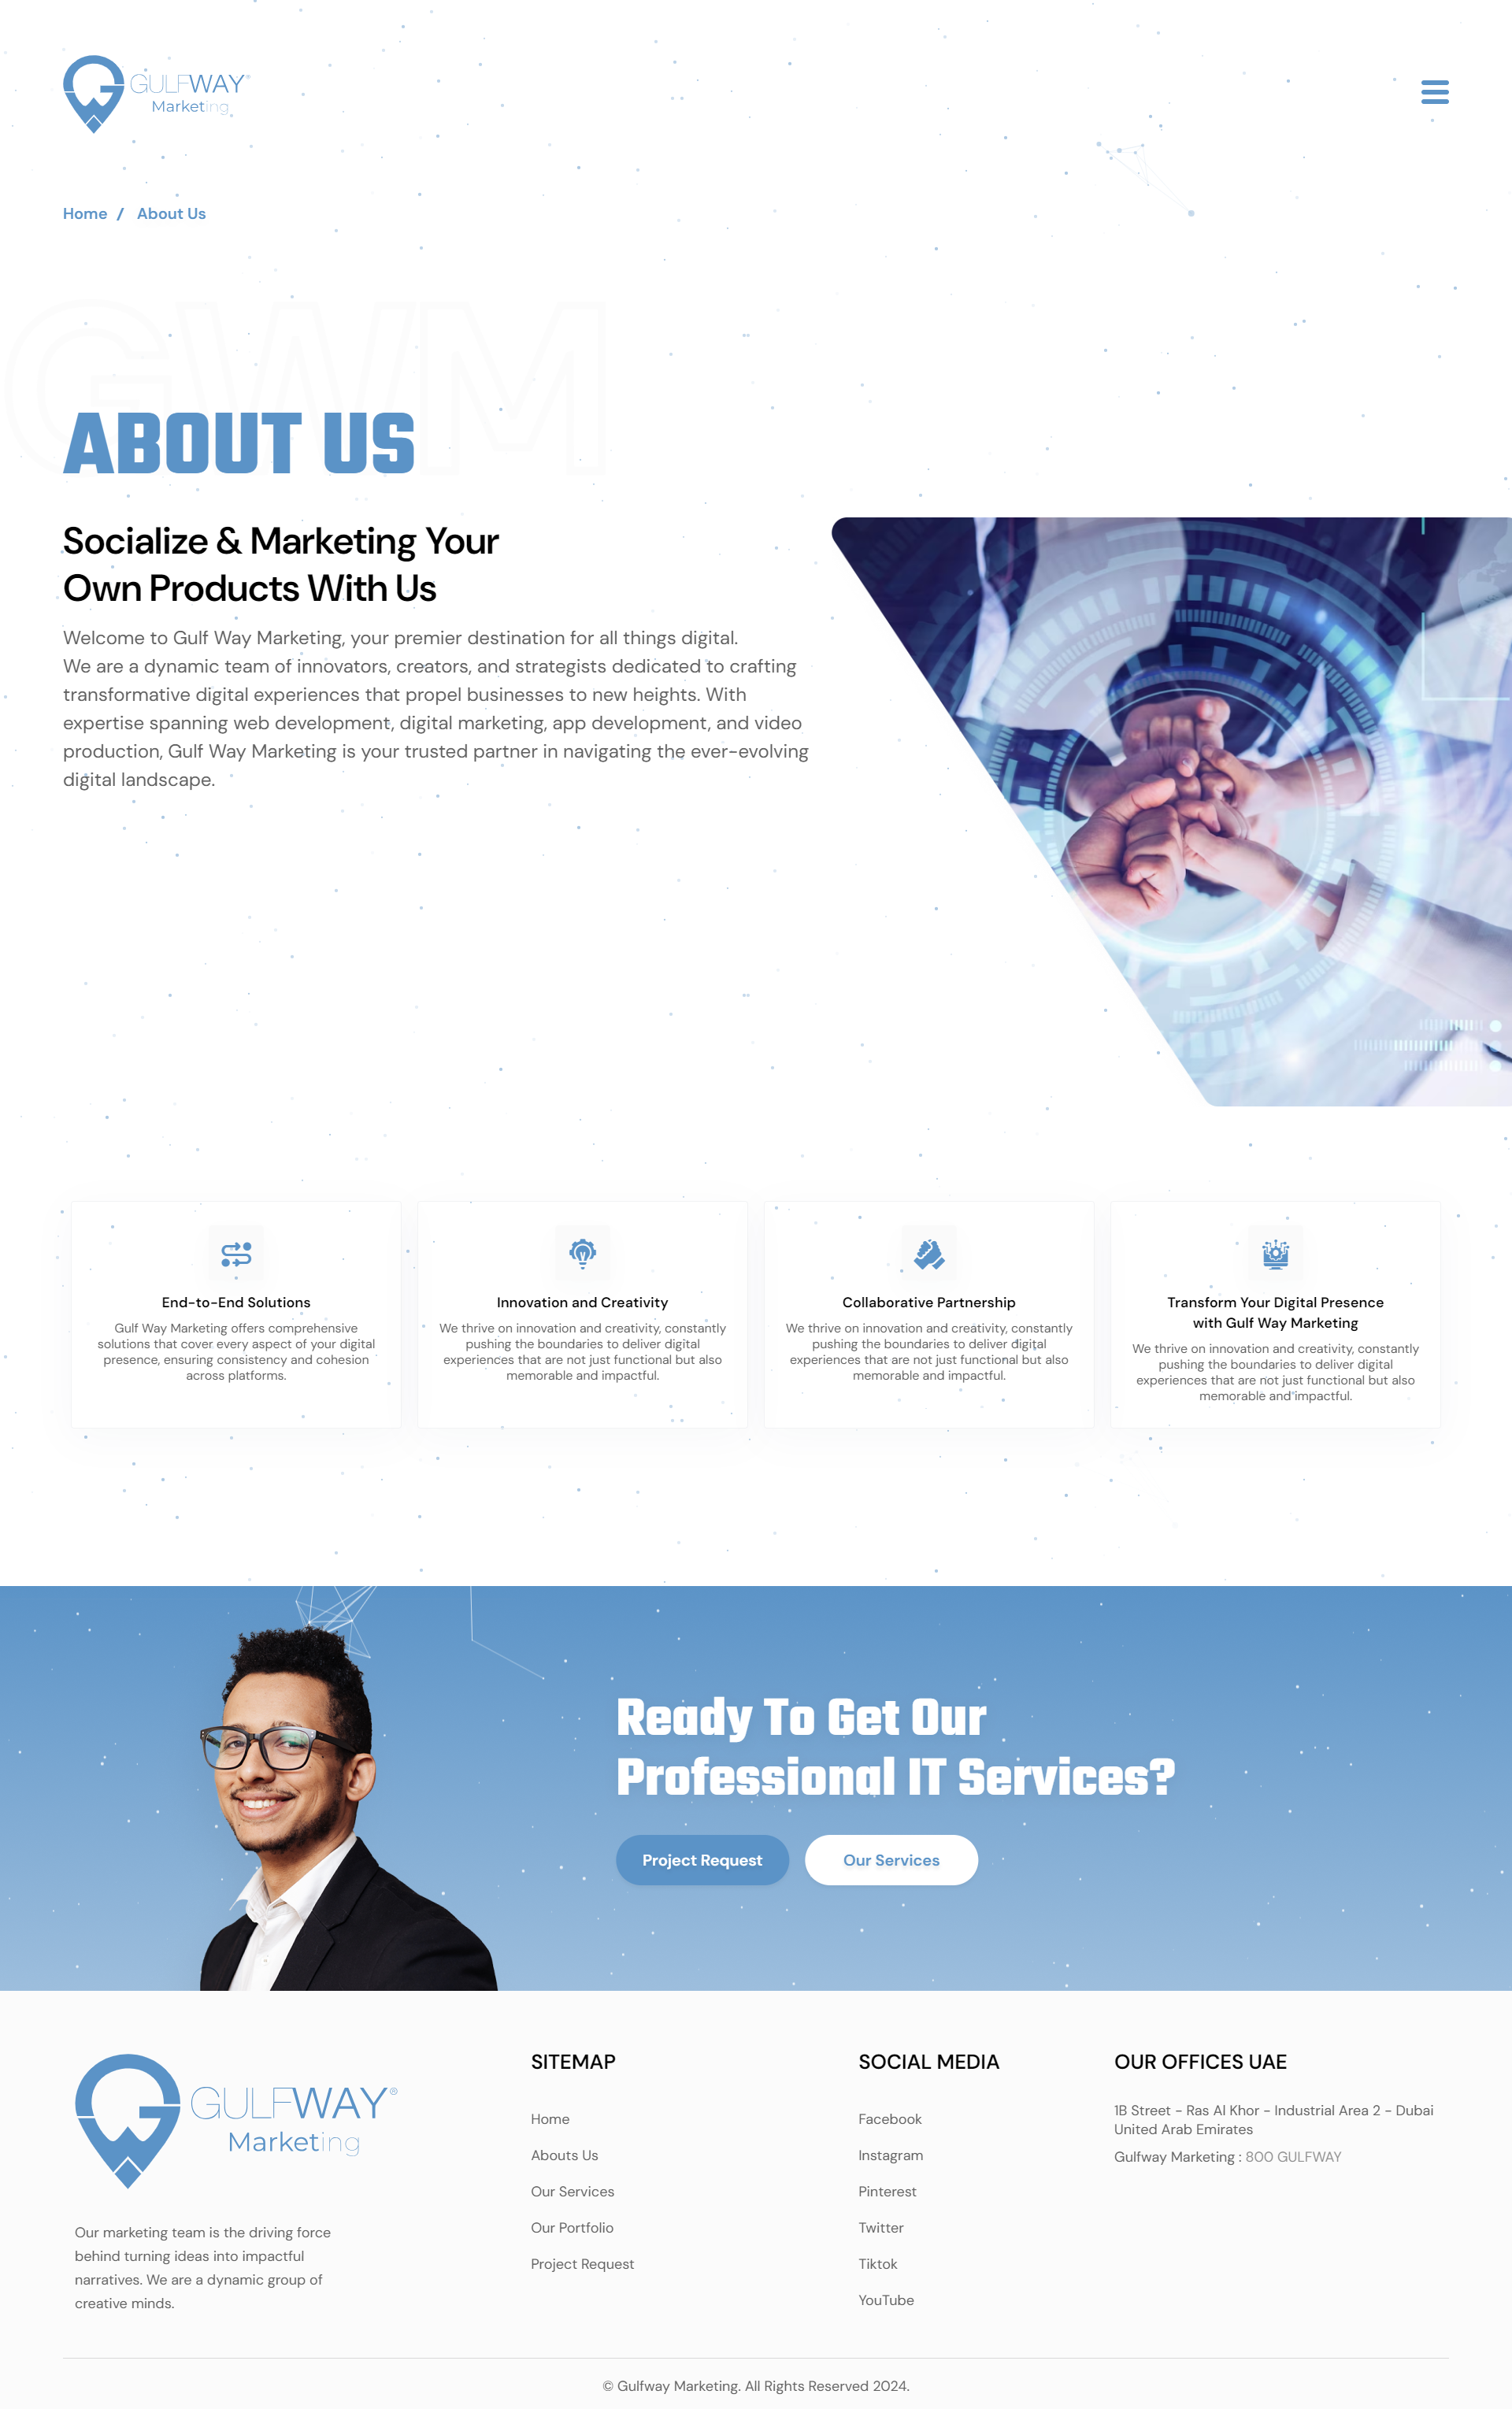 GULFWAY®
Marketing
Home / About Us
GWM
ABOUT US
Socialize & Marketing Your
Own Products With Us
Welcome to Gulf Way Marketing, your premier destination for all things digital.
We are a dynamic team of innovators, creators, and strategists dedicated to crafting
transformative digital experiences that propel businesses to new heights. With
expertise spanning web development, digital marketing, app development, and video
production, Gulf Way Marketing is your trusted partner in navigating the ever-evolving
digital landscape.
End-to-End Solutions
Gulf Way Marketing offers comprehensive
solutions that cover every aspect of your digital
presence, ensuring consistency and cohesion
across platforms.
Innovation and Creativity
We thrive on innovation and creativity, constantly
pushing the boundaries to deliver digital
experiences that are not just functional but also
memorable and impactful.
Collaborative Partnership
We thrive on innovation and creativity, constantly
pushing the boundaries to deliver digital
experiences that are not just functional but also
memorable and impactful.
Transform Your Digital Presence
with Gulf Way Marketing
We thrive on innovation and creativity, constantly
pushing the boundaries to deliver digital
experiences that are not just functional but also
memorable and impactful.
Ready To Get Our
Professional IT Services?
Project Request
Our Services
GULFWAY®
Marketing
Our marketing team is the driving force
behind turning ideas into impactful
narratives. We are a dynamic group of
creative minds.
SITEMAP
Home
Abouts Us
Our Services
Our Portfolio
Project Request
SOCIAL MEDIA
Facebook
Instagram
Pinterest
Twitter
Tiktok
YouTube
OUR OFFICES UAE
1B Street - Ras Al Khor - Industrial Area 2 - Dubai
United Arab Emirates
Gulfway Marketing : 800 GULFWAY
© Gulfway Marketing. All Rights Reserved 2024.